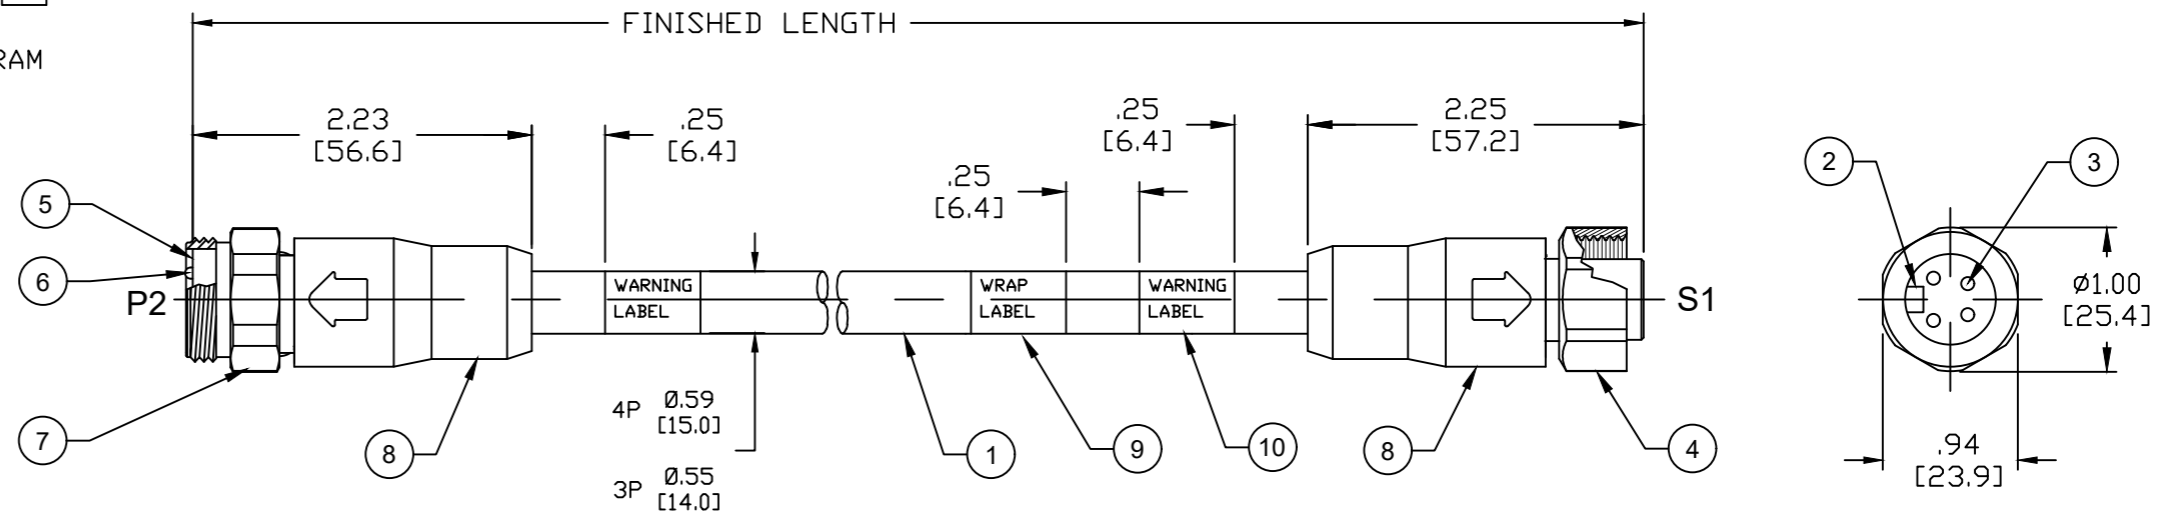 FINISHED LENGTH
RAM
2.23
[56.6]
.25
[6.4]
.25
[6.4]
.25
[6.4]
2.25
[57.2]
2
3
5
6
P2
WARNING
LABEL
WRAP
LABEL
WARNING
LABEL
S1
Ø1.00
[25.4]
4P Ø.59
[15.0]
3P Ø.55
[14.0]
7
8
1
9
10
8
4
.94
[23.9]